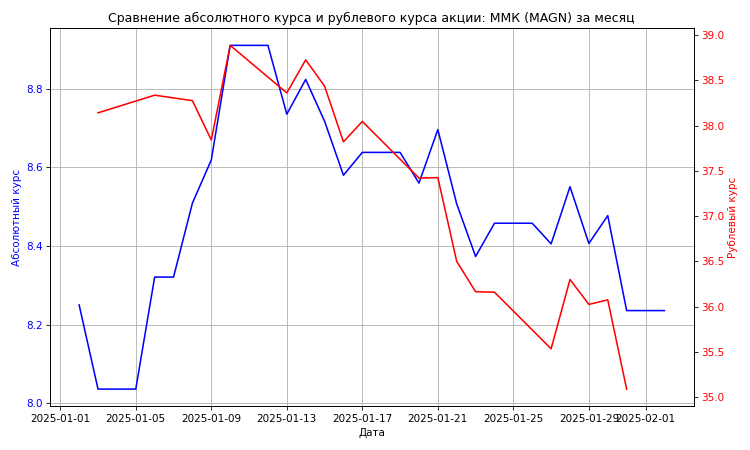 Сравнение абсолютного курса и рублевого курса акции: ММК (MAGN) за месяц
Абсолютный курс
8.8
8.6
8.4
8.2
8.0
39.0
38.5
38.0
37.5
37.0
36.5
36.0
35.5
35.0
Рублевый курс
2025-01-01 2025-01-05 2025-01-09 2025-01-13 2025-01-17 2025-01-21 2025-01-25 2025-01-29 2025-02-01
Дата